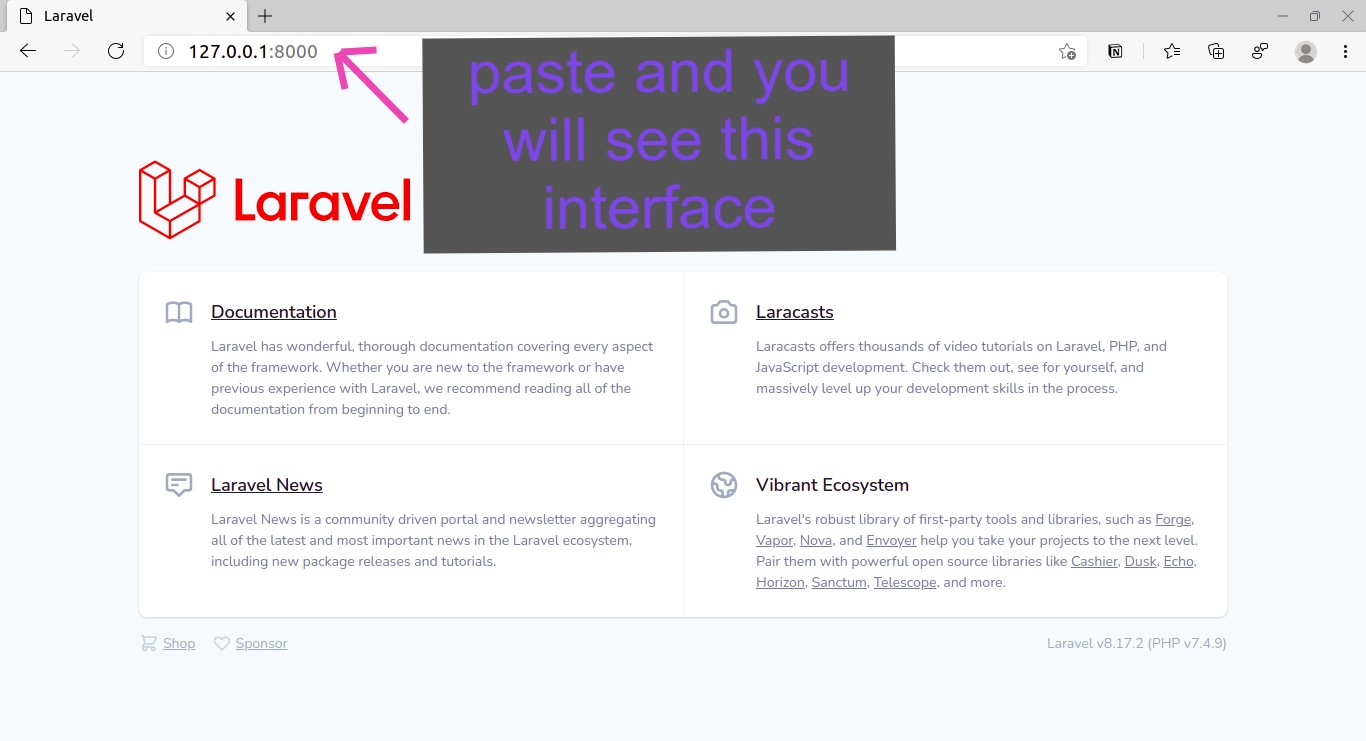 Laravel
127.0.0.1:8000
paste and you
will see this
interface
Laravel
Documentation
Laravel has wonderful, thorough documentation covering every aspect
of the framework. Whether you are new to the framework or have
previous experience with Laravel, we recommend reading all of the
documentation from beginning to end.
Laracasts
Laracasts offers thousands of video tutorials on Laravel, PHP, and
JavaScript development. Check them out, see for yourself, and
massively level up your development skills in the process.
Laravel News
Laravel News is a community driven portal and newsletter aggregating
all of the latest and most important news in the Laravel ecosystem,
including new package releases and tutorials.
Vibrant Ecosystem
Laravel's robust library of first-party tools and libraries, such as Forge,
Vapor, Nova, and Envoyer help you take your projects to the next level.
Pair them with powerful open source libraries like Cashier, Dusk, Echo,
Horizon, Sanctum, Telescope, and more.
Shop Sponsor
Laravel v8.17.2 (PHP v7.4.9)